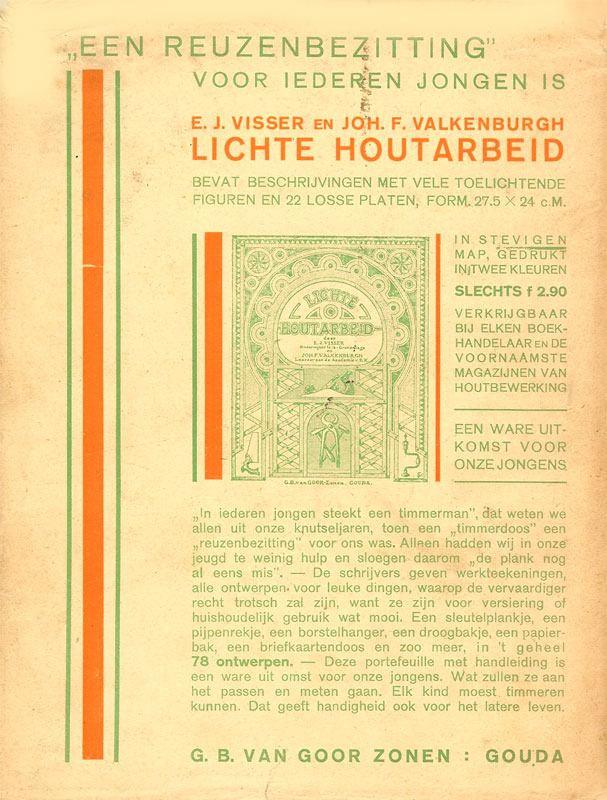 „EEN REUZENBEZITTING"
VOOR IEDEREN JONGEN IS
E. J. VISSER EN JOH. F. VALKENBURGH
LICHTE HOUTARBEID
BEVAT BESCHRIJVINGEN MET VELE TOELICHTENDE
FIGUREN EN 22 LOSSE PLATEN, FORM. 27.5 × 24 c.M.
LICHTE
HOUTARBEID
door
E. J. VISSER
en
JOH. F. VALKENBURGH
G. B. van GOOR Zonen. GOUDA.
IN STEVIGEN
MAP, GEDRUKT
IN TWEE KLEUREN
SLECHTS f 2.90
VERKRIJGBAAR
BIJ ELKEN BOEK-
HANDELAAR EN DE
VOORNAAMSTE
MAGAZIJNEN VAN
HOUTBEWERKING
EEN WARE UIT-
KOMST VOOR
ONZE JONGENS
„In iederen jongen steekt een timmerman", dat weten we
allen uit onze knutseljaren, toen een „timmerdoos" een
„reuzenbezitting" voor ons was. Alleen hadden wij in onze
jeugd te weinig hulp en sloegen daarom „de plank nog
al eens mis". — De schrijvers geven werkteekeningen,
alle ontwerpen voor leuke dingen, waarop de vervaardiger
recht trotsch zal zijn, want ze zijn voor versiering of
huishoudelijk gebruik wat mooi. Een sleutelplankje, een
pijpenrekje, een borstelhanger, een droogbakje, een papier-
bak, een briefkaartendoos en zoo meer, in 't geheel
78 ontwerpen. — Deze portefeuille met handleiding is
een ware uit omst voor onze jongens. Wat zullen ze aan
het passen en meten gaan. Elk kind moest timmeren
kunnen. Dat geeft handigheid ook voor het latere leven.
G. B. VAN GOOR ZONEN : GOUDA